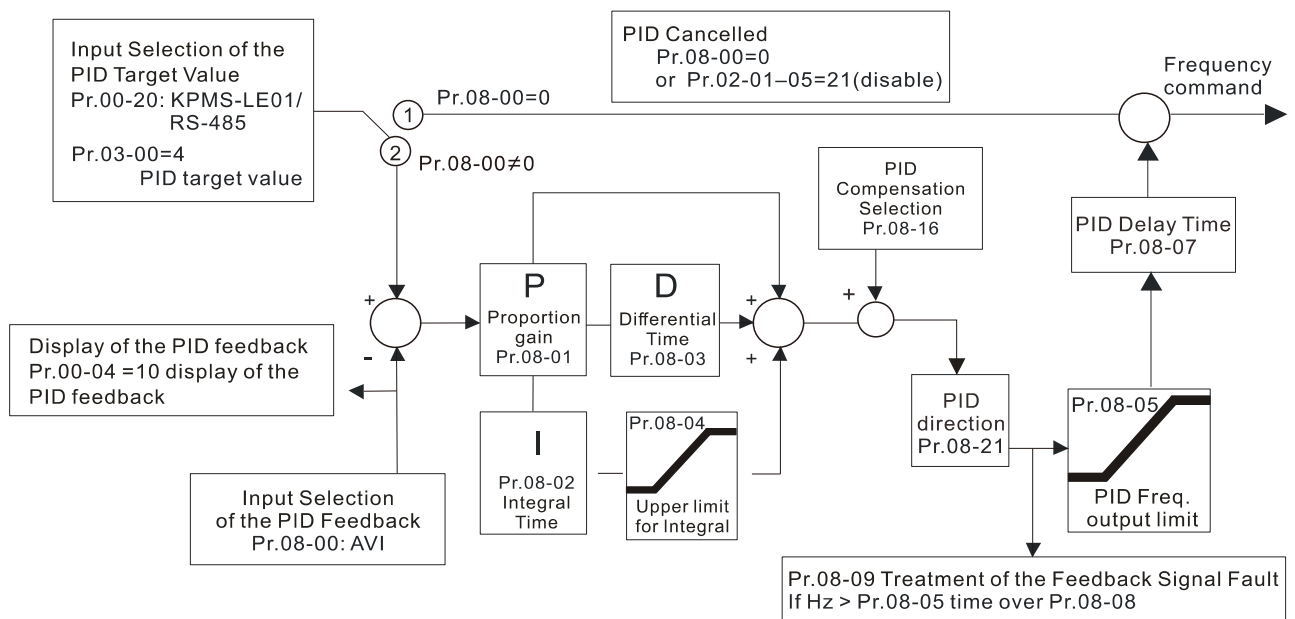 Input Selection of the
PID Target Value
Pr.00-20: KPMS-LE01/
RS-485
Pr.03-00=4
PID target value
1
Pr.08-00=0
2
Pr.08-00≠0
PID Cancelled
Pr.08-00=0
or Pr.02-01–05=21(disable)
Frequency
command
PID
Compensation
Selection
Pr.08-16
PID Delay Time
Pr.08-07
+
-
P
Proportion
gain
Pr.08-01
D
Differential
Time
Pr.08-03
+
+
+
Display of the PID feedback
Pr.00-04 =10 display of the
PID feedback
I
Pr.08-02
Integral
Time
Pr.08-04
Upper limit
for Integral
PID
direction
Pr.08-21
Pr.08-05
PID Freq.
output limit
Input Selection
of the PID Feedback
Pr.08-00: AVI
Pr.08-09 Treatment of the Feedback Signal Fault
If Hz > Pr.08-05 time over Pr.08-08